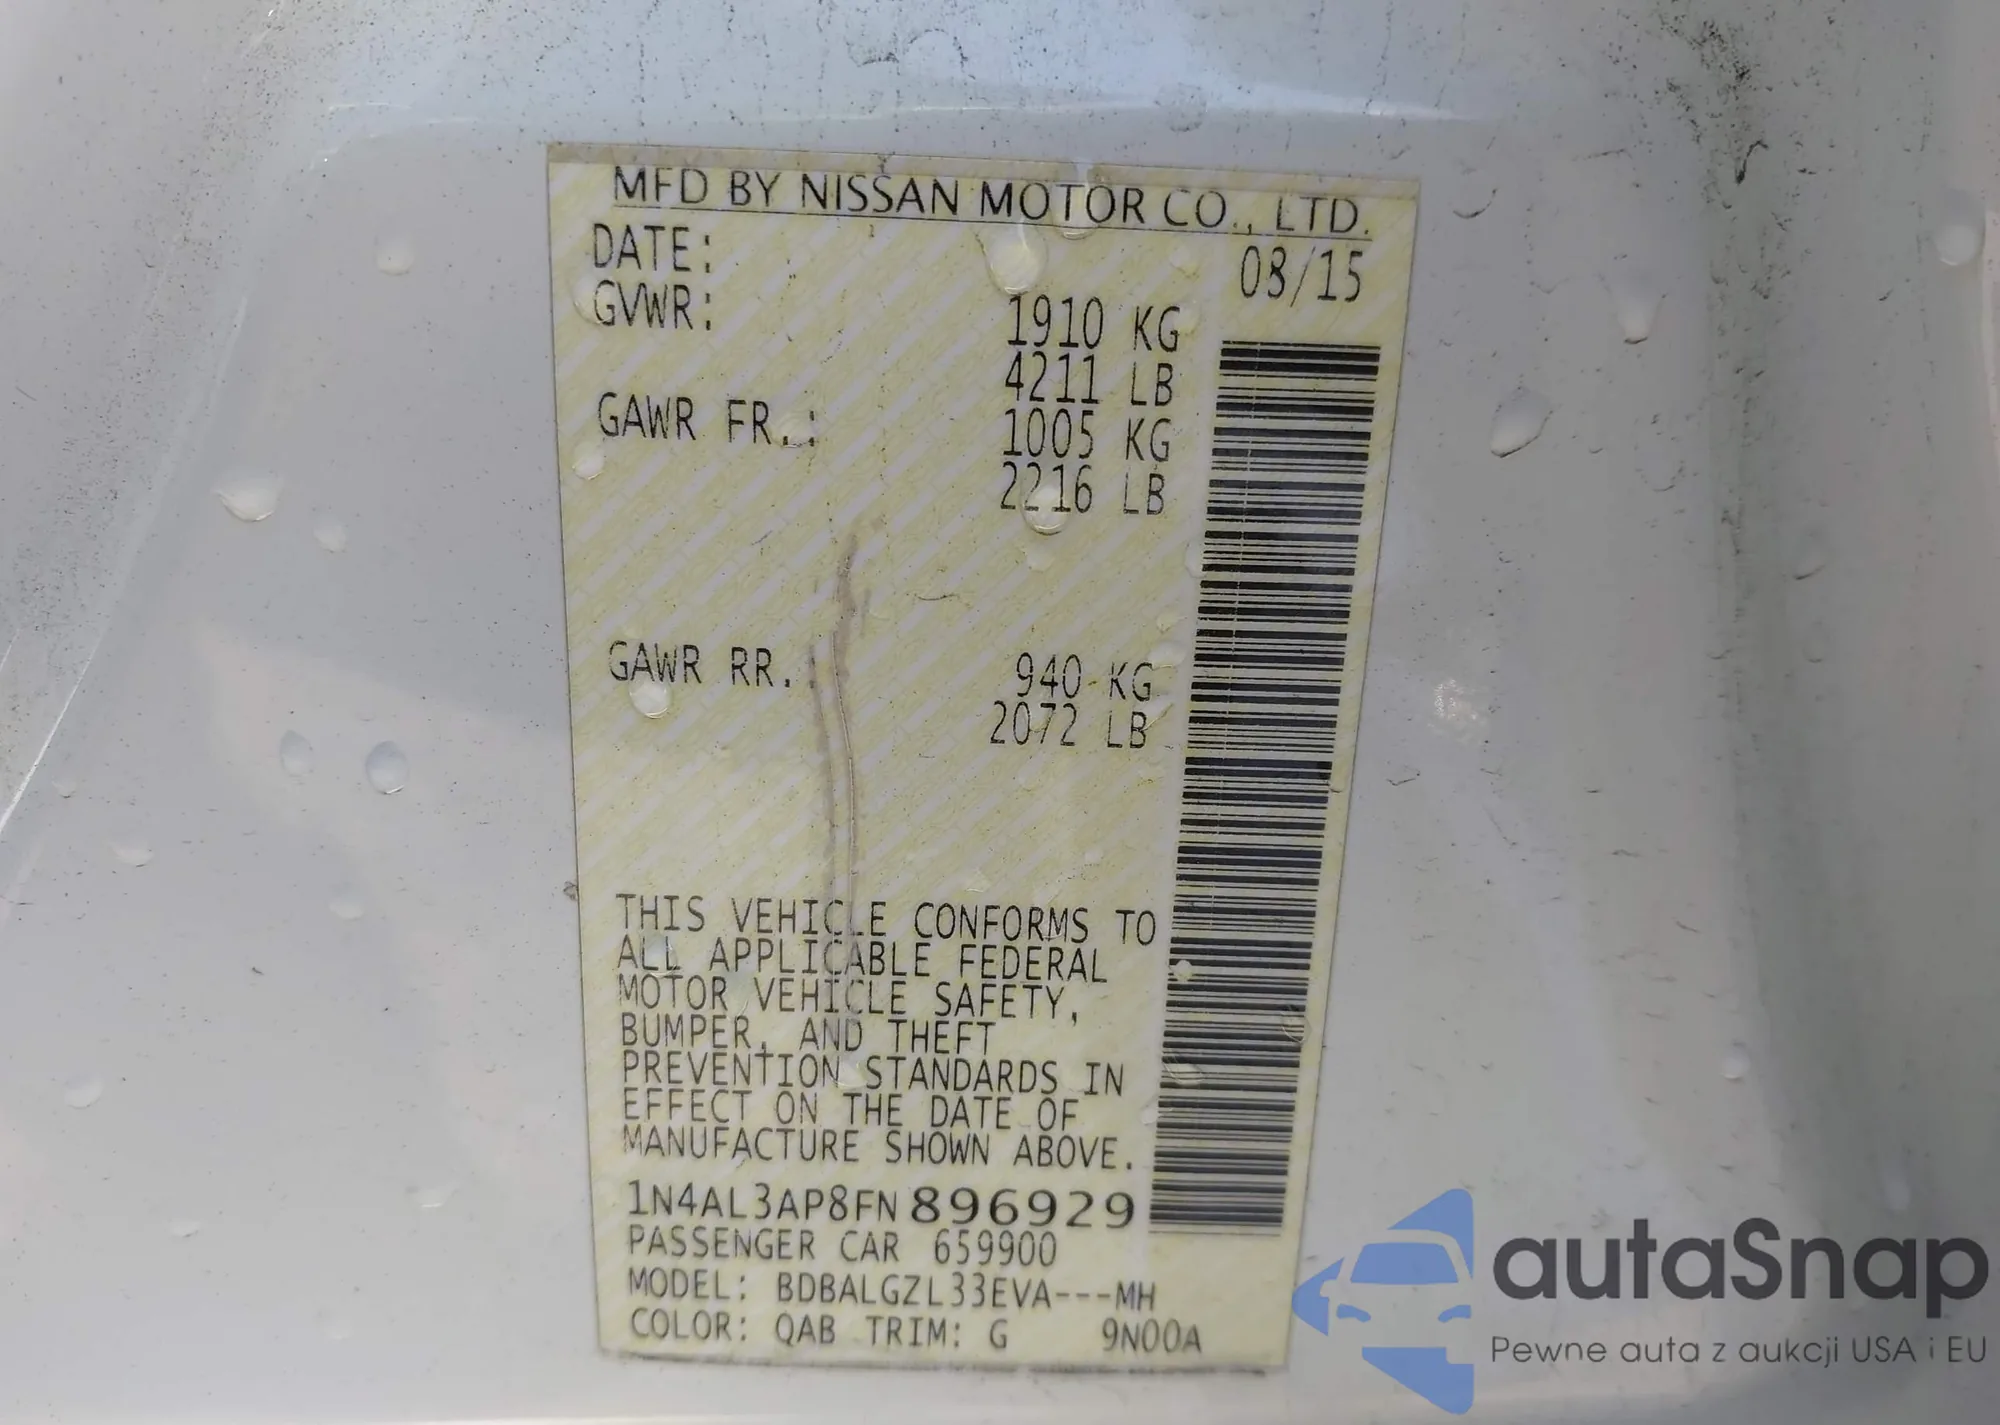 MFD BY NISSAN MOTOR CO., LTD.
DATE: 08/15
GVWR: 1910 KG
4211 LB
GAWR FR.: 1005 KG
2216 LB
GAWR RR.: 940 KG
2072 LB
THIS VEHICLE CONFORMS TO
ALL APPLICABLE FEDERAL
MOTOR VEHICLE SAFETY,
BUMPER, AND THEFT
PREVENTION STANDARDS IN
EFFECT ON THE DATE OF
MANUFACTURE SHOWN ABOVE.
1N4AL3AP8FN896929
PASSENGER CAR 659900
MODEL: BDBALGZL33EVA---MH
COLOR: QAB TRIM: G 9N00A
autaSnap
Pewne auta z aukcji USA i EU